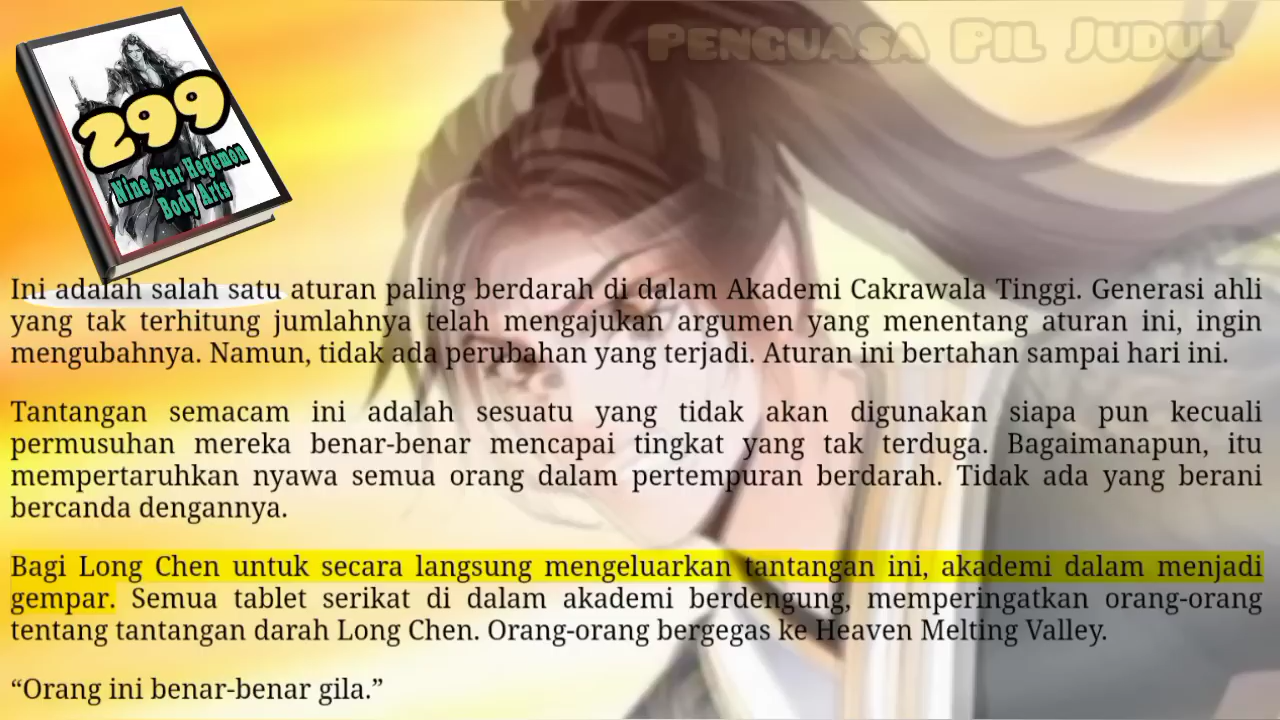 Penguasa Pil Judul
299
Nine Star Hegemon
Body Arts
Ini adalah salah satu aturan paling berdarah di dalam Akademi Cakrawala Tinggi. Generasi ahli
yang tak terhitung jumlahnya telah mengajukan argumen yang menentang aturan ini, ingin
mengubahnya. Namun, tidak ada perubahan yang terjadi. Aturan ini bertahan sampai hari ini.
Tantangan semacam ini adalah sesuatu yang tidak akan digunakan siapa pun kecuali
permusuhan mereka benar-benar mencapai tingkat yang tak terduga. Bagaimanapun, itu
mempertaruhkan nyawa semua orang dalam pertempuran berdarah. Tidak ada yang berani
bercanda dengannya.
Bagi Long Chen untuk secara langsung mengeluarkan tantangan ini, akademi dalam menjadi
gempar. Semua tablet serikat di dalam akademi berdengung, memperingatkan orang-orang
tentang tantangan darah Long Chen. Orang-orang bergegas ke Heaven Melting Valley.
“Orang ini benar-benar gila.”